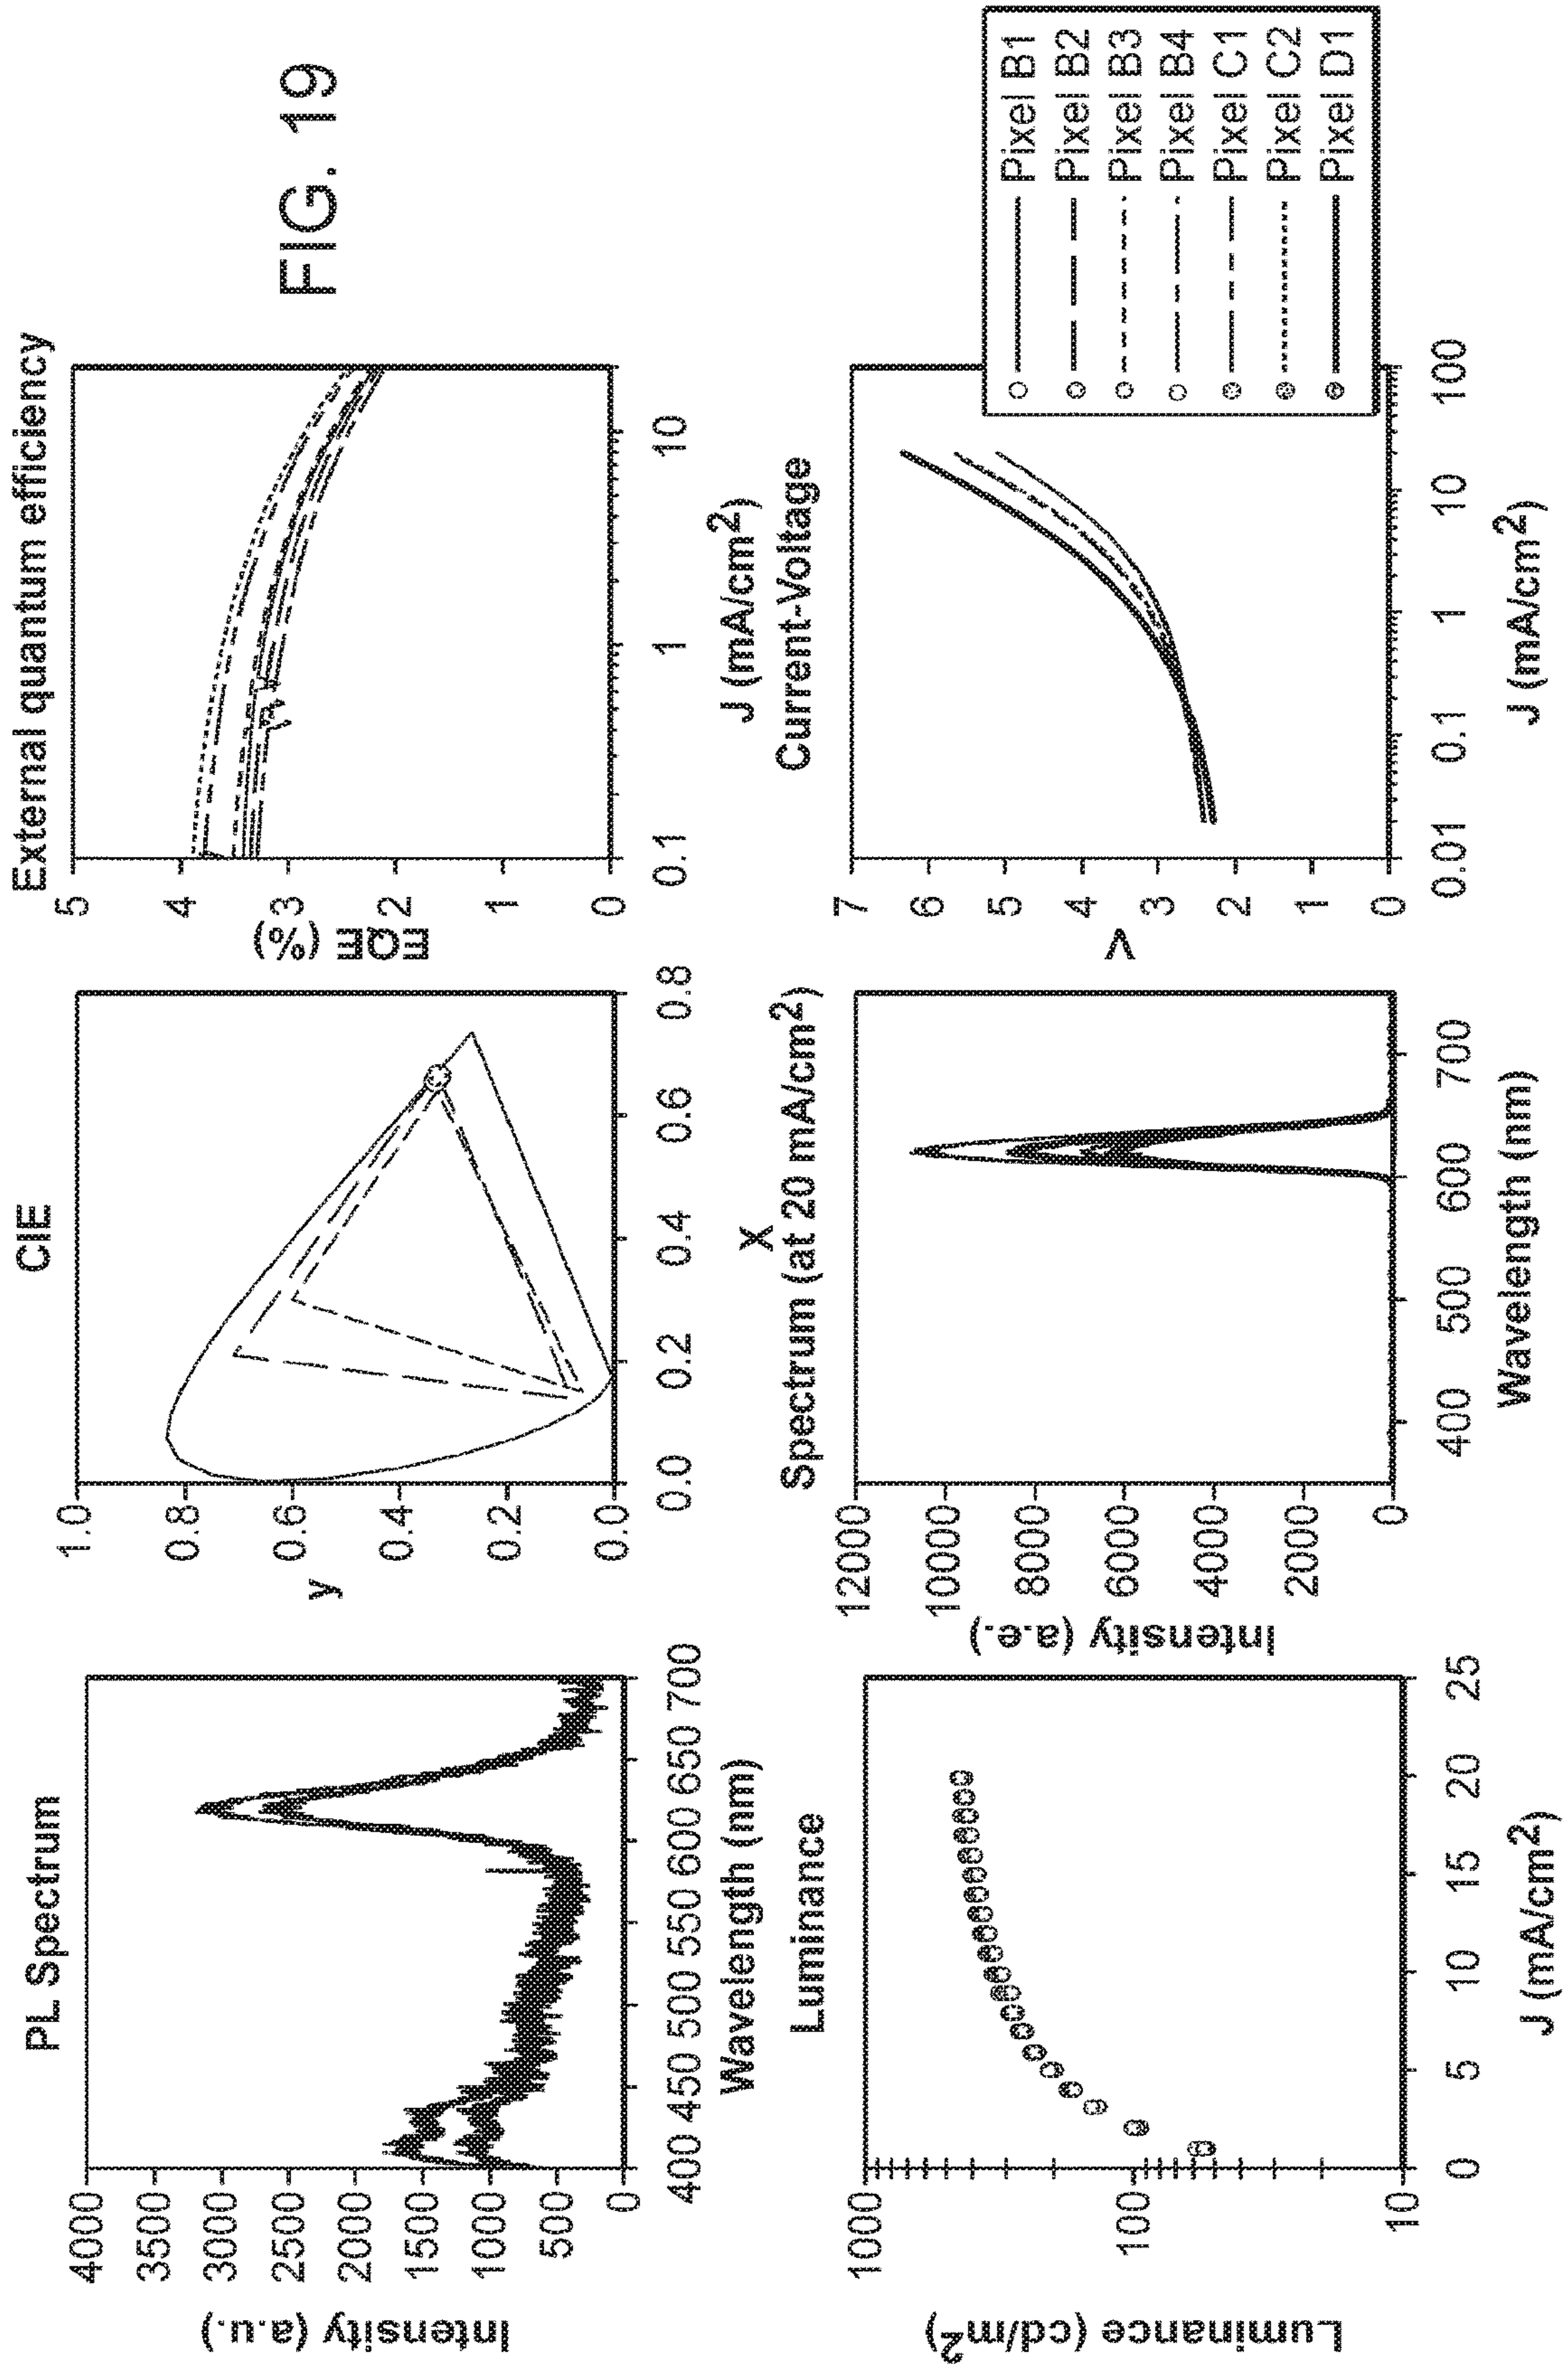 FIG. 19
PL Spectrum
Intensity (a.u.)
4000
3500
3000
2500
2000
1500
1000
500
0
400 450 500 550 600 650 700
Wavelength (nm)
CIE
y
1.0
0.8
0.6
0.4
0.2
0.0
0.0 0.2 0.4 0.6 0.8
X
External quantum efficiency
EQE (%)
5
4
3
2
0
0.1 1 10
J (mA/cm²)
Luminance
Luminance (cd/m²)
1000
100
10
0 5 10 15 20 25
J (mA/cm²)
Spectrum (at 20 mA/cm²)
Intensity (a.e.)
12000
10000
8000
6000
4000
2000
0
400 500 600 700
Wavelength (nm)
Current-Voltage
V
7
6
5
4
3
2
1
0
0.01 0.1 1 10 100
J (mA/cm²)
Pixel B1
Pixel B2
Pixel B3
Pixel B4
Pixel C1
Pixel C2
Pixel D1